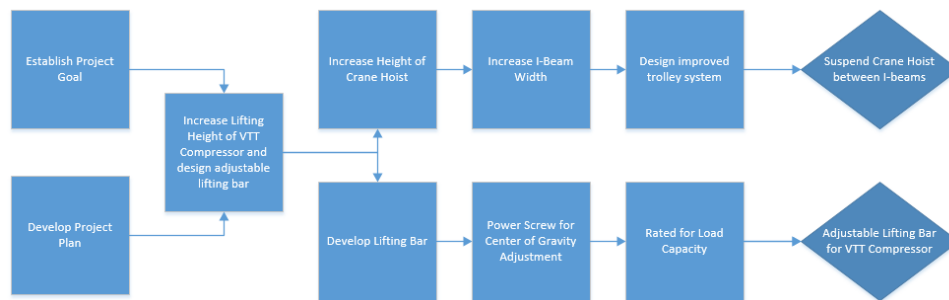 Establish Project
Goal
Increase Height of
Crane Hoist
Increase I-Beam
Width
Design improved
trolley system
Suspend Crane Hoist
between I-beams
Increase Lifting
Height of VTT
Compressor and
design adjustable
lifting bar
Develop Project
Plan
Develop Lifting Bar
Power Screw for
Center of Gravity
Adjustment
Rated for Load
Capacity
Adjustable Lifting Bar
for VTT Compressor